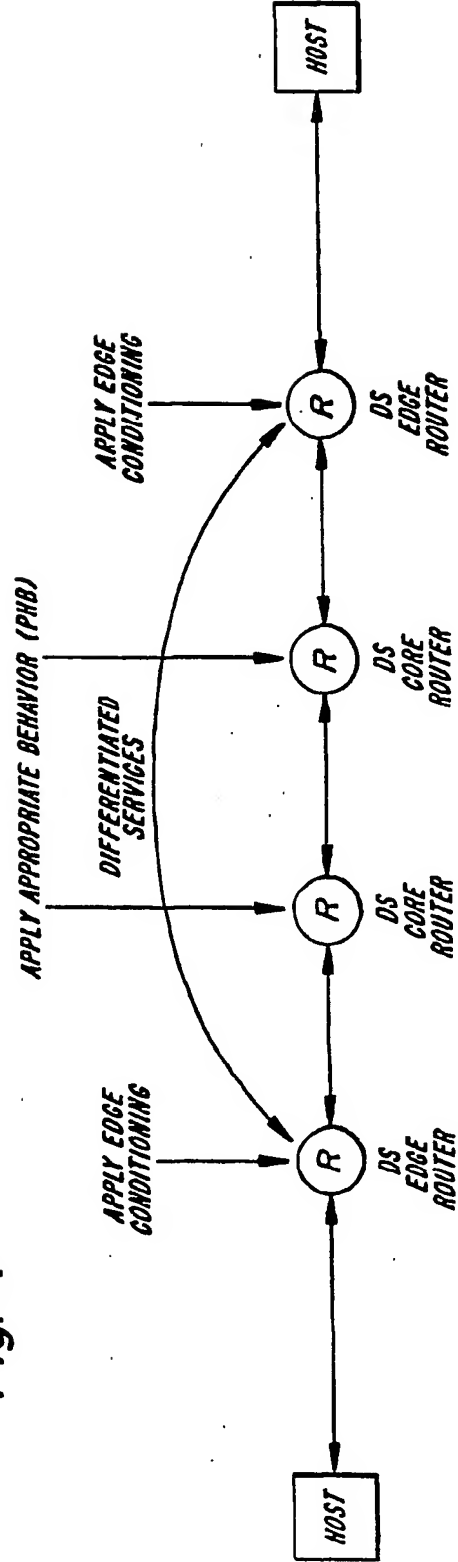 Fig.
APPLY APPROPRIATE BEHAVIOR (PHB)
APPLY EDGE
CONDITIONING
DIFFERENTIATED
SERVICES
APPLY EDGE
CONDITIONING
HOST
R
R
R
R
HOST
DS
EDGE
ROUTER
DS
CORE
ROUTER
DS
CORE
ROUTER
DS
EDGE
ROUTER